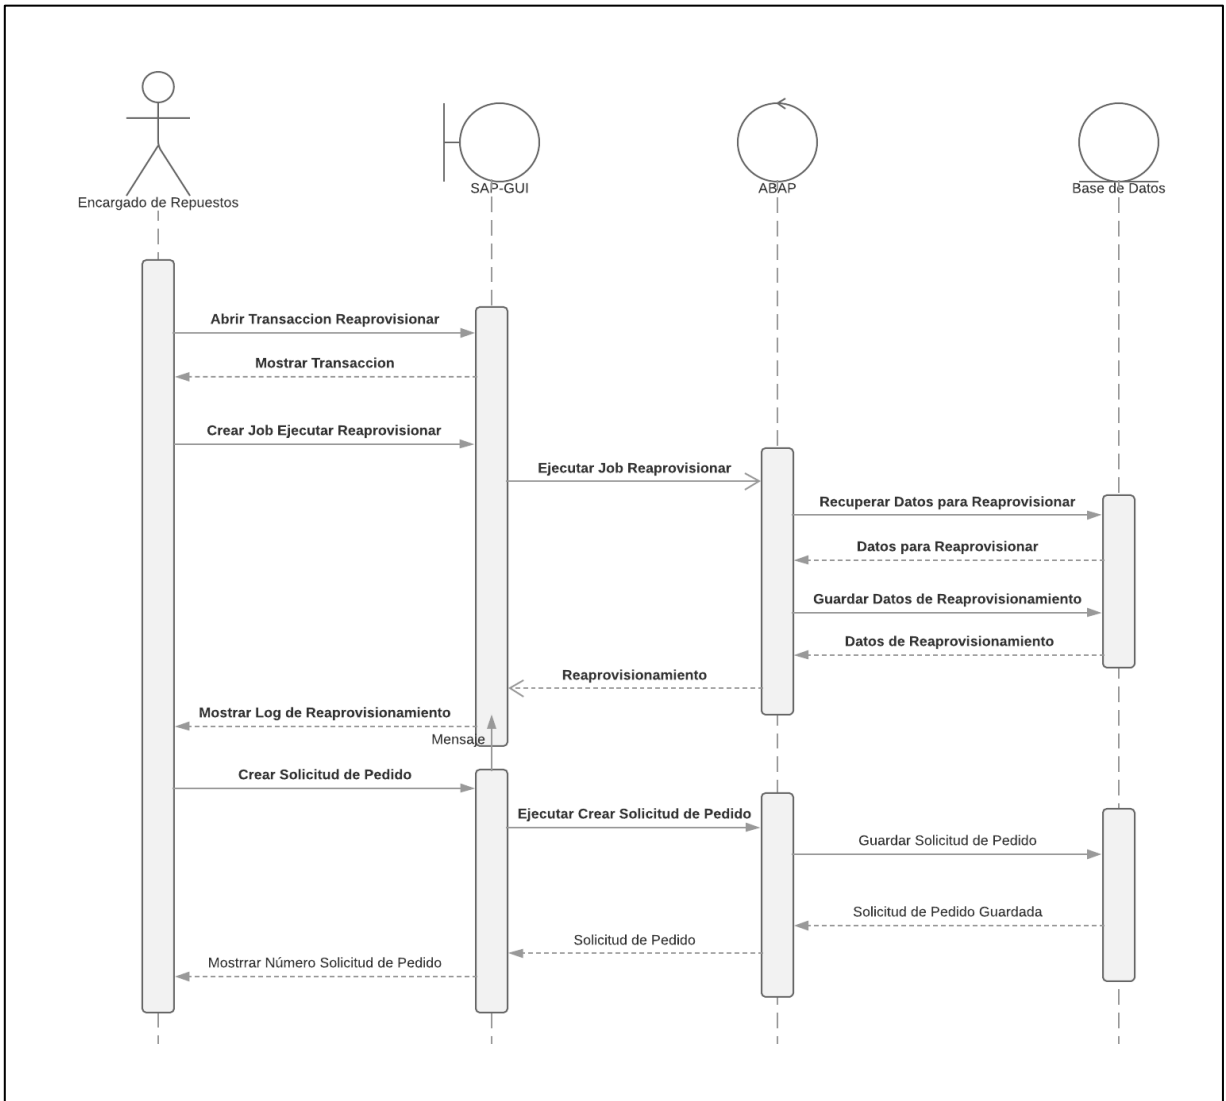 Encargado de Repuestos
SAP-GUI
ABAP
Base de Datos
Abrir Transaccion Reaprovisionar
Mostrar Transaccion
Crear Job Ejecutar Reaprovisionar
Ejecutar Job Reaprovisionar
Recuperar Datos para Reaprovisionar
Datos para Reaprovisionar
Guardar Datos de Reaprovisionamiento
Datos de Reaprovisionamiento
Reaprovisionamiento
Mostrar Log de Reaprovisionamiento
Mensaje
Crear Solicitud de Pedido
Ejecutar Crear Solicitud de Pedido
Guardar Solicitud de Pedido
Solicitud de Pedido Guardada
Solicitud de Pedido
Mostrrar Número Solicitud de Pedido